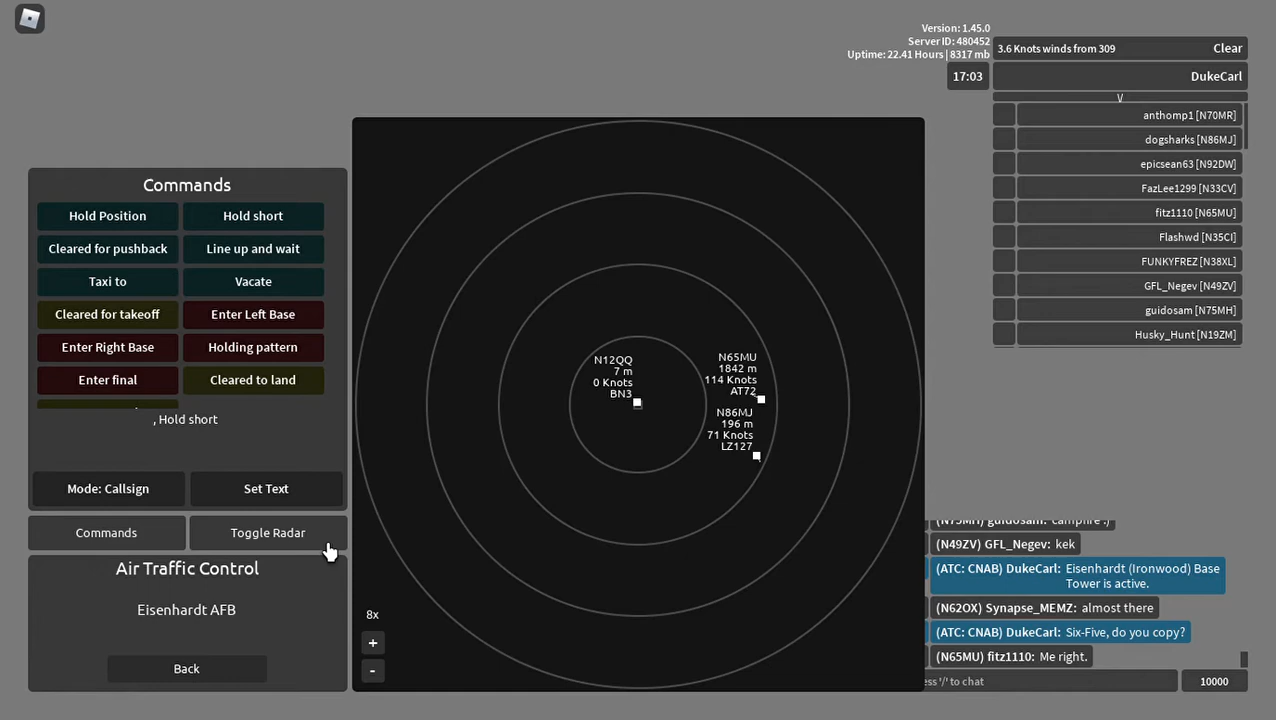 Version: 1.45.0
Server ID: 480452
Uptime: 22.41 Hours | 8317 mb
3.6 Knots winds from 309 Clear
17:03 DukeCarl
V
anthomp1 [N70MR]
dogsharks [N86MJ]
epicsean63 [N92DW]
FazLee1299 [N33CV]
fitz1110 [N65MU]
Flashwd [N35CI]
FUNKYFREZ [N38XL]
GFL_Negev [N49ZV]
guidosam [N75MH]
Husky_Hunt [N19ZM]
Commands
Hold Position Hold short
Cleared for pushback Line up and wait
Taxi to Vacate
Cleared for takeoff Enter Left Base
Enter Right Base Holding pattern
Enter final Cleared to land
, Hold short
Mode: Callsign Set Text
Commands Toggle Radar
Air Traffic Control
Eisenhardt AFB
Back
N12QQ
7 m
0 Knots
BN3
N65MU
1842 m
114 Knots
AT72
N86MJ
196 m
71 Knots
LZ127
8x
+
-
(N75MH) guidosam: campfire :)
(N49ZV) GFL_Negev: kek
(ATC: CNAB) DukeCarl: Eisenhardt (Ironwood) Base
Tower is active.
(N62OX) Synapse_MEMZ: almost there
(ATC: CNAB) DukeCarl: Six-Five, do you copy?
(N65MU) fitz1110: Me right.
ess '/' to chat 10000